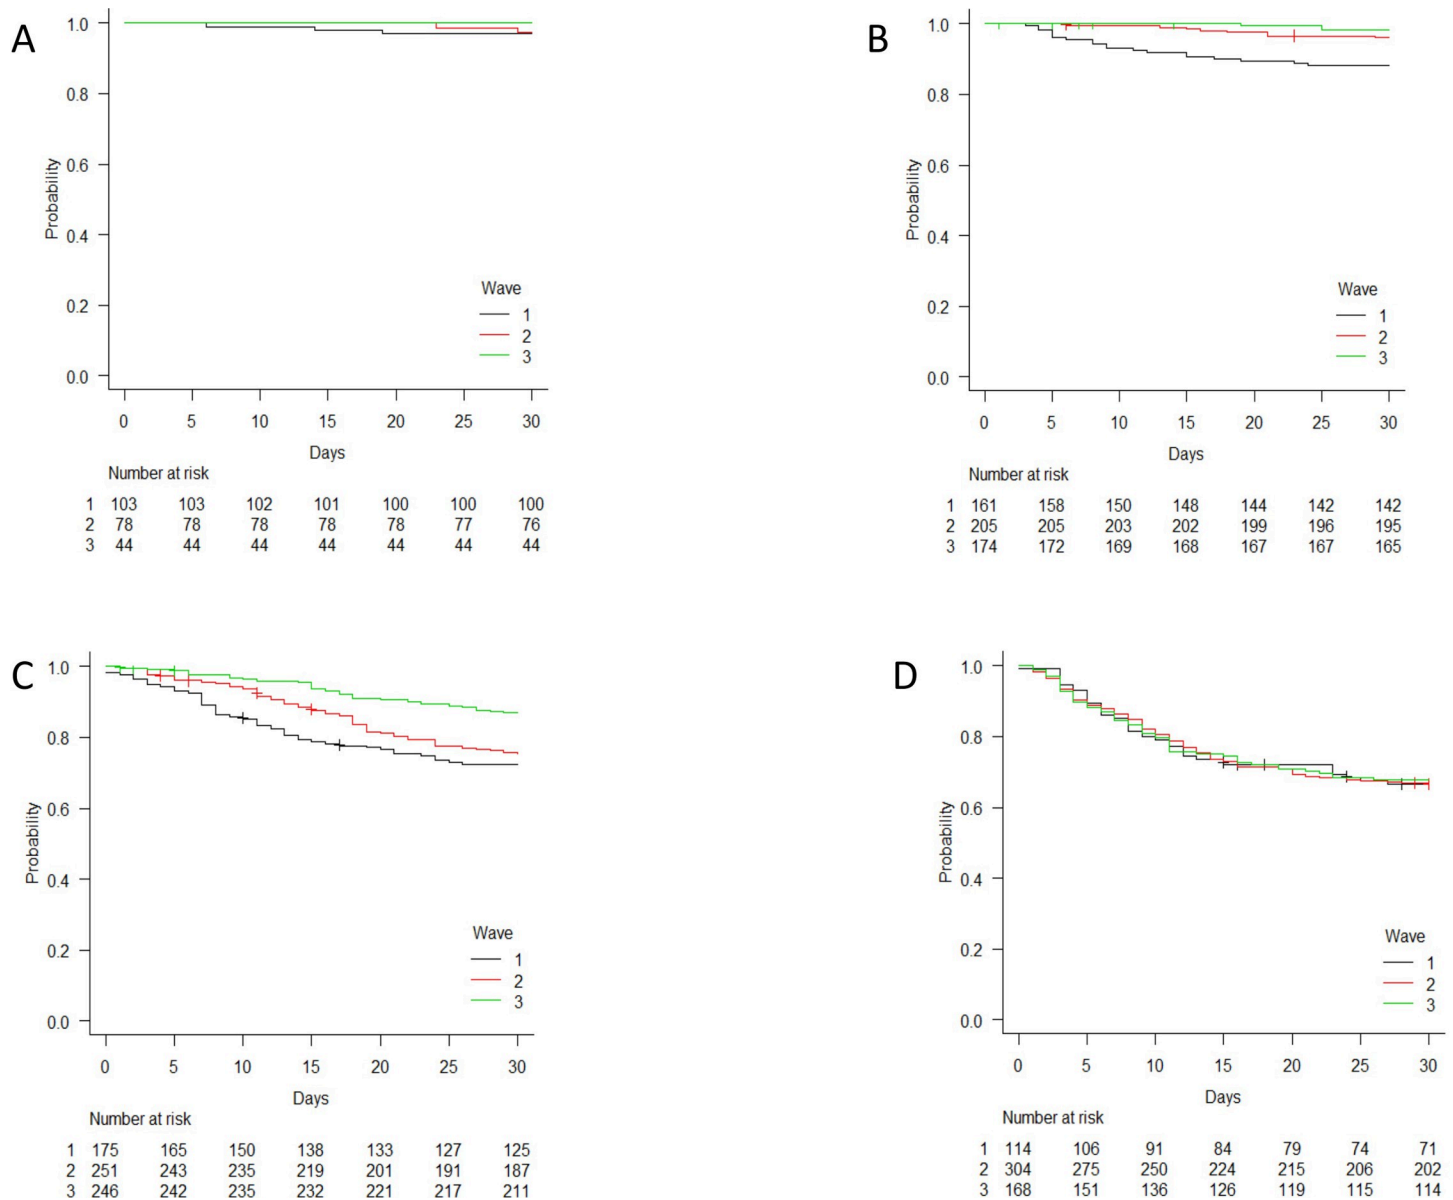 A
1.0
0.8
0.6
0.4
0.2
0.0
Probability
Wave
1
2
3
0 5 10 15 20 25 30
Days
Number at risk
1 103 103 102 101 100 100 100
2 78 78 78 78 78 77 76
3 44 44 44 44 44 44 44
B
1.0
0.8
0.6
0.4
0.2
0.0
Probability
Wave
1
2
3
0 5 10 15 20 25 30
Days
Number at risk
1 161 158 150 148 144 142 142
2 205 205 203 202 199 196 195
3 174 172 169 168 167 167 165
C
1.0
0.8
0.6
0.4
0.2
0.0
Probability
Wave
1
2
3
0 5 10 15 20 25 30
Days
Number at risk
1 175 165 150 138 133 127 125
2 251 243 235 219 201 191 187
3 246 242 235 232 221 217 211
D
1.0
0.8
0.6
0.4
0.2
0.0
Probability
Wave
1
2
3
0 5 10 15 20 25 30
Days
Number at risk
1 114 106 91 84 79 74 71
2 304 275 250 224 215 206 202
3 168 151 136 126 119 115 114